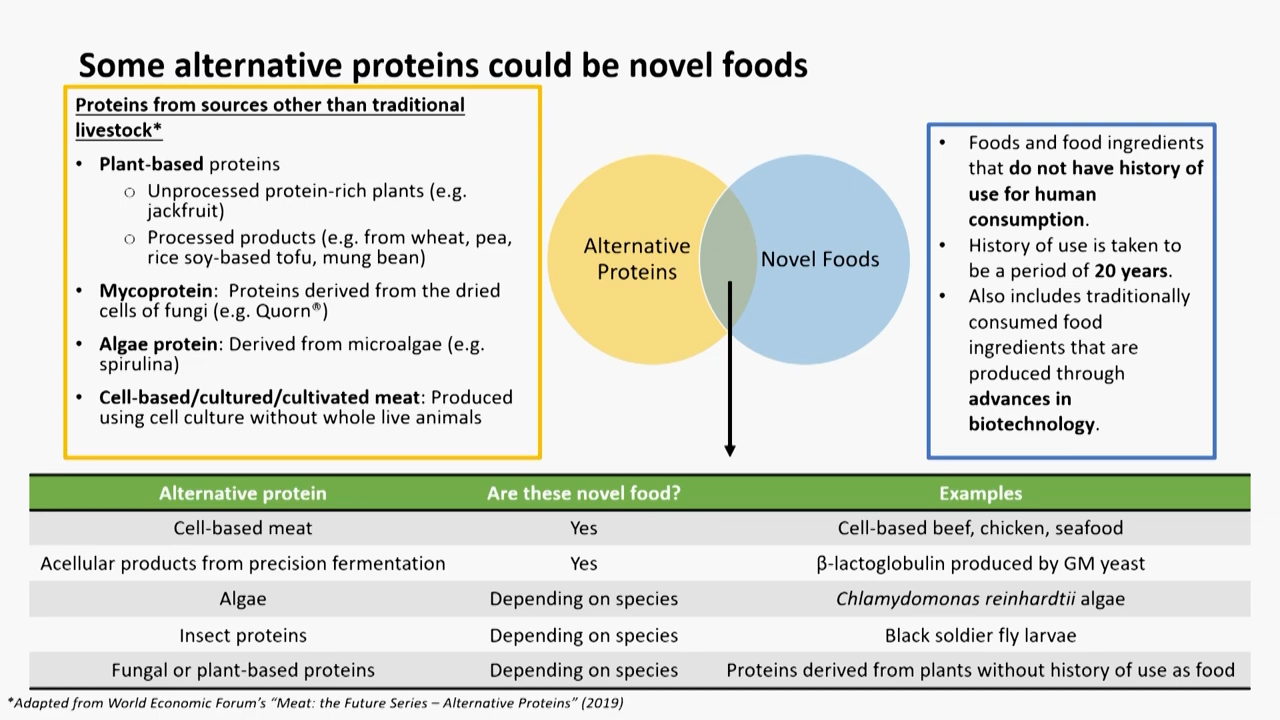 Some alternative proteins could be novel foods
Proteins from sources other than traditional
livestock*
• Plant-based proteins
○ Unprocessed protein-rich plants (e.g.
jackfruit)
○ Processed products (e.g. from wheat, pea,
rice soy-based tofu, mung bean)
• Mycoprotein: Proteins derived from the dried
cells of fungi (e.g. Quorn®)
• Algae protein: Derived from microalgae (e.g.
spirulina)
• Cell-based/cultured/cultivated meat: Produced
using cell culture without whole live animals
Alternative
Proteins
Novel Foods
• Foods and food ingredients
that do not have history of
use for human
consumption.
• History of use is taken to
be a period of 20 years.
• Also includes traditionally
consumed food
ingredients that are
produced through
advances in
biotechnology.
Alternative protein Are these novel food? Examples
Cell-based meat Yes Cell-based beef, chicken, seafood
Acellular products from precision fermentation Yes β-lactoglobulin produced by GM yeast
Algae Depending on species Chlamydomonas reinhardtii algae
Insect proteins Depending on species Black soldier fly larvae
Fungal or plant-based proteins Depending on species Proteins derived from plants without history of use as food
*Adapted from World Economic Forum's "Meat: the Future Series – Alternative Proteins" (2019)